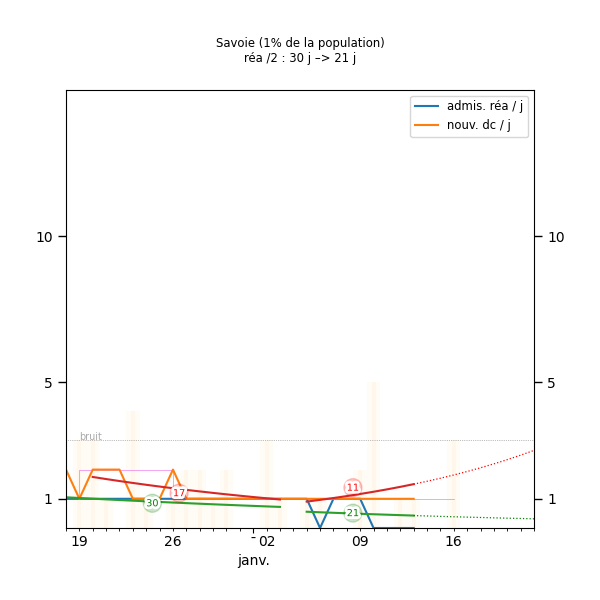 Savoie (1% de la population)
réa /2 : 30 j –> 21 j
admis. réa / j
nouv. dc / j
10
10
5
5
bruit
17
11
30
21
1
1
19
26
02
09
16
janv.